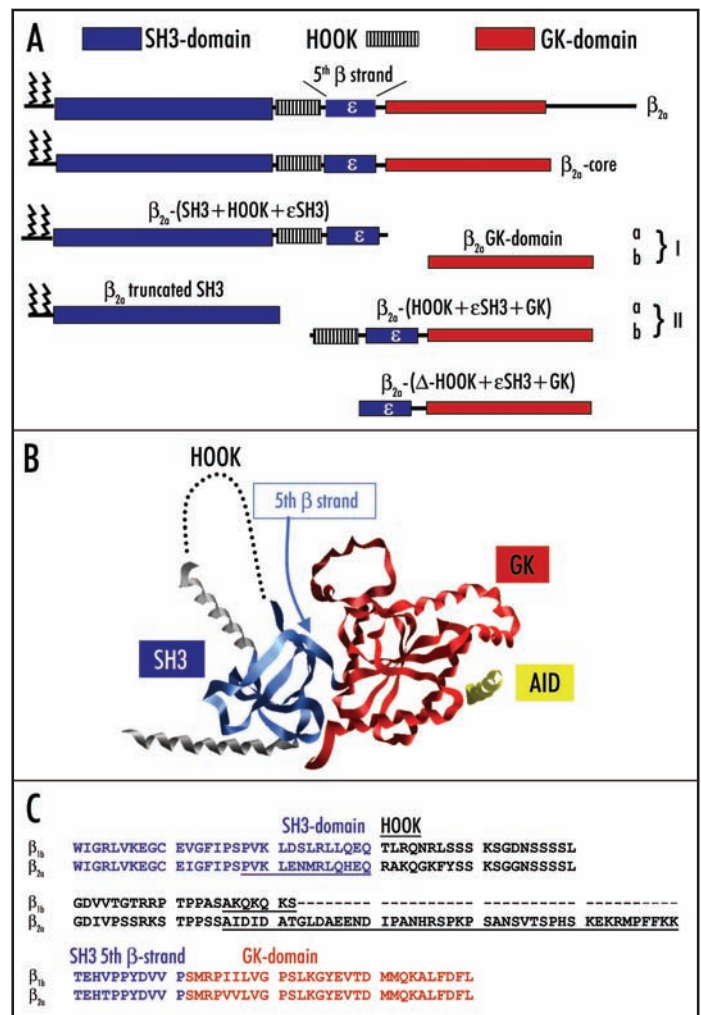 A
SH3-domain HOOK GK-domain
5th β strand
ε
β2a
ε
β2a-core
β2a-(SH3+HOOK+εSH3)
ε
β2a GK-domain
a
b } I
β2a truncated SH3
β2a-(HOOK+εSH3+GK)
ε
a
b } II
β2a-(Δ-HOOK+εSH3+GK)
ε
B
HOOK
5th β strand
GK
SH3
AID
C
SH3-domain HOOK
β1b WIGRLVKEGC EVGFIPSPVK LDSLRLLQEQ TLRQNRLSSS KSGDNSSSSL
β2a WIGRLVKEGC EIGFIPSPVK LENMRLQHEQ RAKQGKFYSS KSGGNSSSSL
β1b GDVVTGTRRP TPPASAKQKQ KS----------------------------------------
β2a GDIVPSSRKS TPPSSAIDID ATGLDAEEND IPANHRSPKP SANSVTSPHS KEKRMPFFKK
SH3 5th β-strand GK-domain
β1b TEHVPPYDVV PSMRPIILVG PSLKGYEVTD MMQKALFDFL
β2a TEHTPPYDVV PSMRPVVLVG PSLKGYEVTD MMQKALFDFL